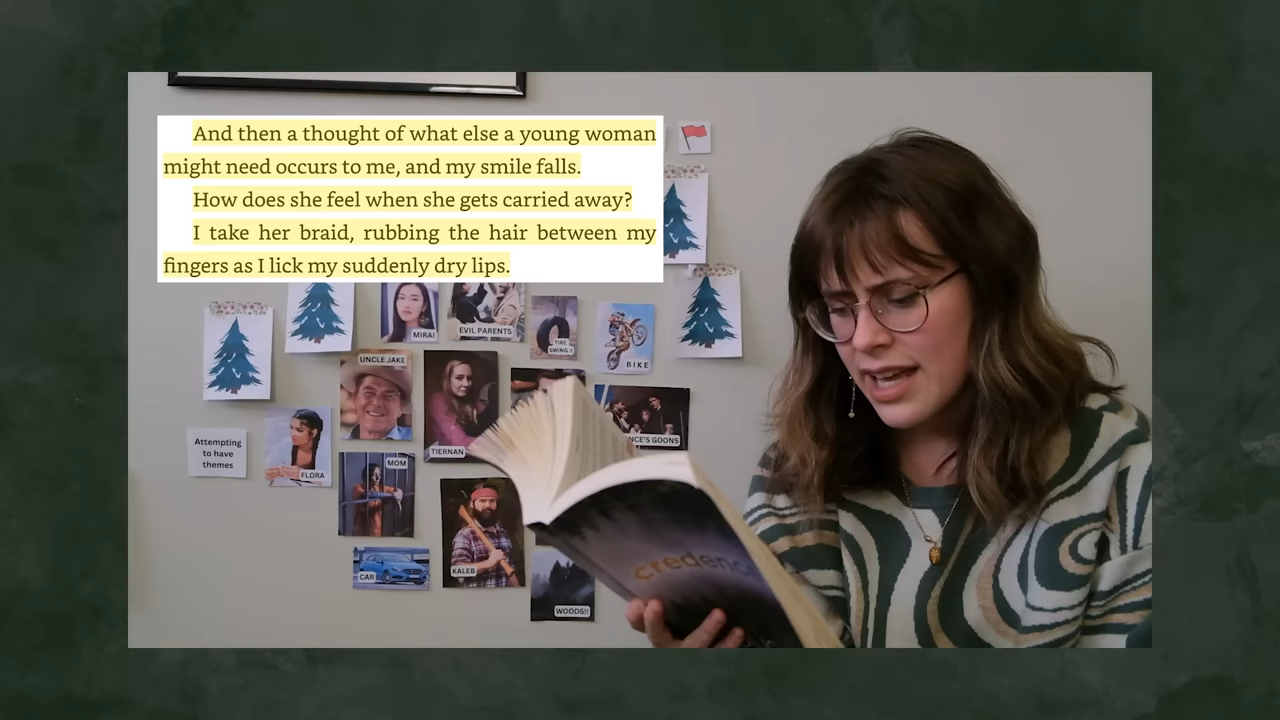 And then a thought of what else a young woman
might need occurs to me, and my smile falls.
How does she feel when she gets carried away?
I take her braid, rubbing the hair between my
fingers as I lick my suddenly dry lips.
MIRAI
EVIL PARENTS
TIRE
SWING :(
BIKE
UNCLE JAKE
TIERNAN
NCE'S GOONS
Attempting
to have
themes
FLORA
MOM
KALEB
CAR
WOODS!!
credence